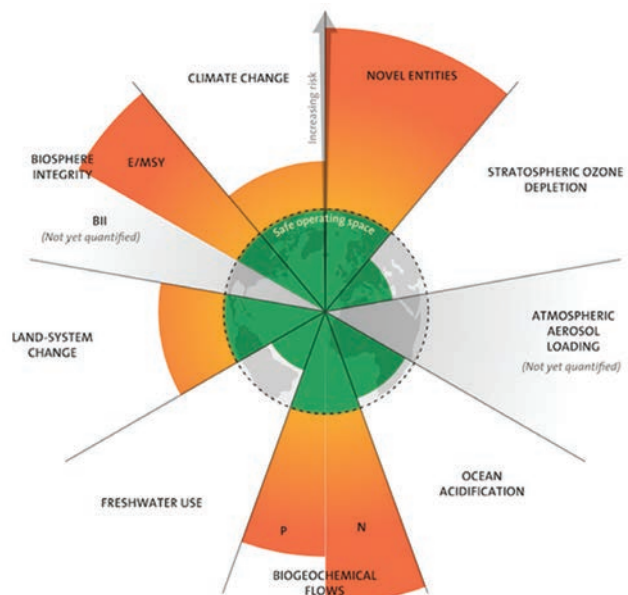 CLIMATE CHANGE
Increasing risk
NOVEL ENTITIES
BIOSPHERE
INTEGRITY
E/MSY
STRATOSPHERIC OZONE
DEPLETION
BII
(Not yet quantified)
Safe operating space
LAND-SYSTEM
CHANGE
ATMOSPHERIC
AEROSOL
LOADING
(Not yet quantified)
FRESHWATER USE
OCEAN
ACIDIFICATION
P
N
BIOGEOCHEMICAL
FLOWS